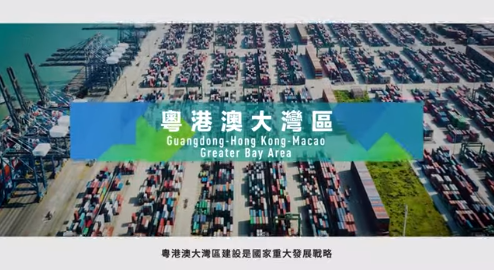 粵港澳大灣區
Guangdong-Hong Kong-Macao
Greater Bay Area
粵港澳大灣區建設是國家重大發展戰略